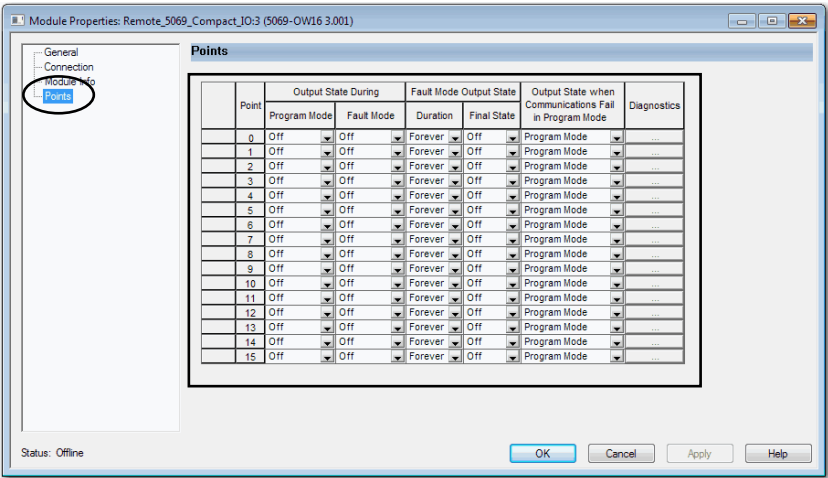 Module Properties: Remote_5069_Compact_IO:3 (5069-OW16 3.001)
General
Connection
Module Info
Points
Points
Point
Output State During
Program Mode
Fault Mode
Fault Mode Output State
Duration
Final State
Output State when
Communications Fail
in Program Mode
Diagnostics
0 Off Off Forever Off Program Mode ...
1 Off Off Forever Off Program Mode ...
2 Off Off Forever Off Program Mode ...
3 Off Off Forever Off Program Mode ...
4 Off Off Forever Off Program Mode ...
5 Off Off Forever Off Program Mode ...
6 Off Off Forever Off Program Mode ...
7 Off Off Forever Off Program Mode ...
8 Off Off Forever Off Program Mode ...
9 Off Off Forever Off Program Mode ...
10 Off Off Forever Off Program Mode ...
11 Off Off Forever Off Program Mode ...
12 Off Off Forever Off Program Mode ...
13 Off Off Forever Off Program Mode ...
14 Off Off Forever Off Program Mode ...
15 Off Off Forever Off Program Mode ...
Status: Offline
OK
Cancel
Apply
Help